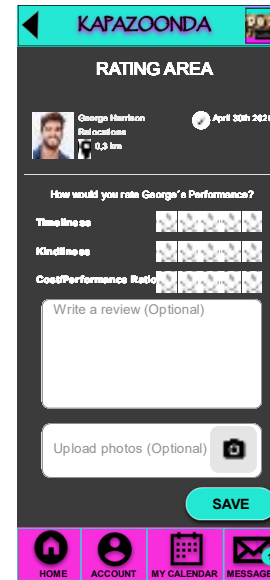 KAPAZOONDA
RATING AREA
George Harrison
Relocations
0,3 km
April 30th 202
How would you rate George´s Performance?
Timeliness
Kindliness
Cost/Performance Ratio
Write a review (Optional)
Upload photos (Optional)
SAVE
HOME
ACCOUNT
MY CALENDAR
MESSAGE